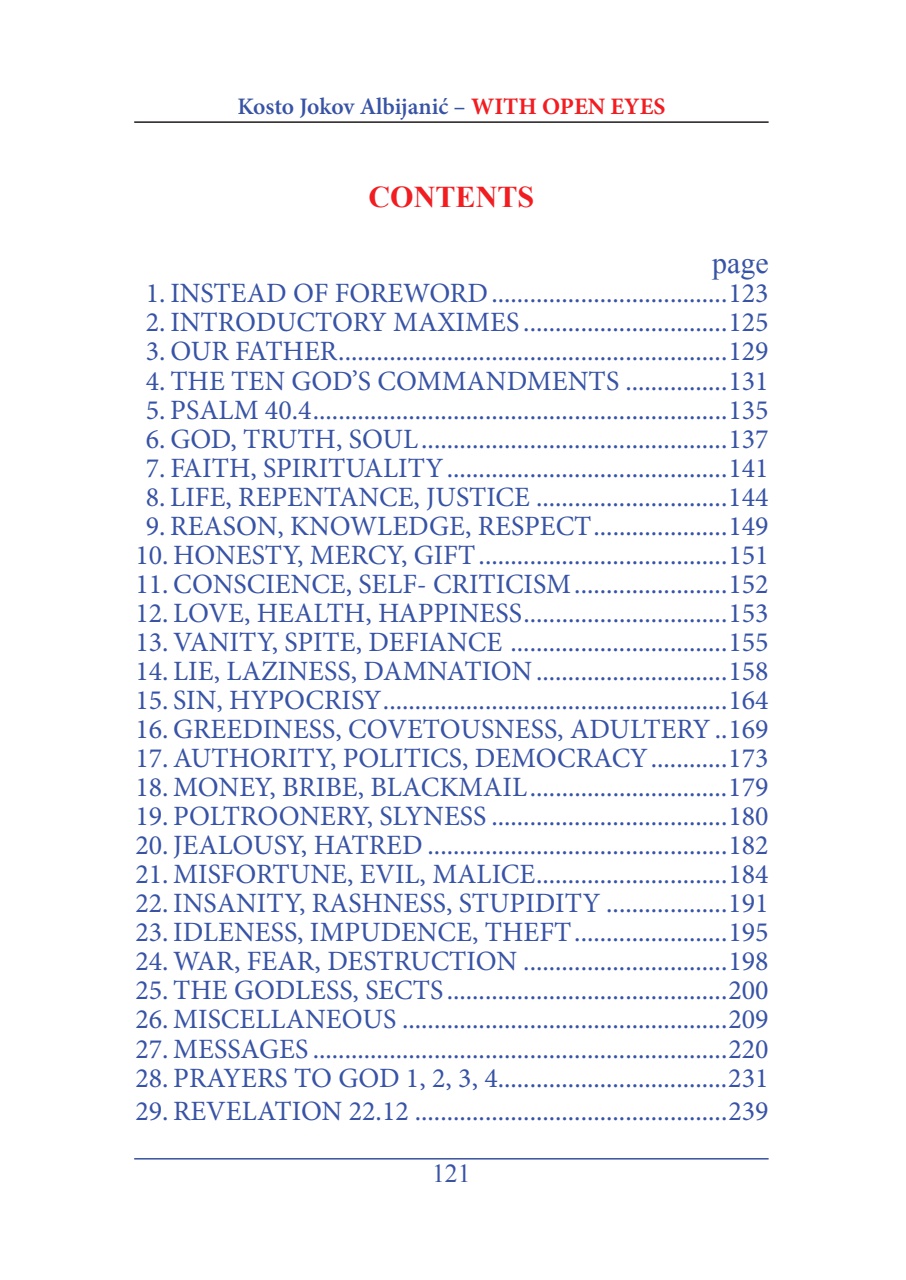 Kosto Jokov Albijanić – WITH OPEN EYES
CONTENTS
page
1. INSTEAD OF FOREWORD.....................................123
2. INTRODUCTORY MAXIMES................................125
3. OUR FATHER.............................................................129
4. THE TEN GOD’S COMMANDMENTS ................131
5. PSALM 40.4.................................................................135
6. GOD, TRUTH, SOUL................................................137
7. FAITH, SPIRITUALITY............................................141
8. LIFE, REPENTANCE, JUSTICE ..............................144
9. REASON, KNOWLEDGE, RESPECT.....................149
10. HONESTY, MERCY, GIFT.......................................151
11. CONSCIENCE, SELF- CRITICISM........................152
12. LOVE, HEALTH, HAPPINESS................................153
13. VANITY, SPITE, DEFIANCE ..................................155
14. LIE, LAZINESS, DAMNATION..............................158
15. SIN, HYPOCRISY......................................................164
16. GREEDINESS, COVETOUSNESS, ADULTERY ..169
17. AUTHORITY, POLITICS, DEMOCRACY............173
18. MONEY, BRIBE, BLACKMAIL...............................179
19. POLTROONERY, SLYNESS .....................................180
20. JEALOUSY, HATRED ...............................................182
21. MISFORTUNE, EVIL, MALICE..............................184
22. INSANITY, RASHNESS, STUPIDITY ...................191
23. IDLENESS, IMPUDENCE, THEFT........................195
24. WAR, FEAR, DESTRUCTION ................................198
25. THE GODLESS, SECTS............................................200
26. MISCELLANEOUS ...................................................209
27. MESSAGES.................................................................220
28. PRAYERS TO GOD 1, 2, 3, 4....................................231
29. REVELATION 22.12 .................................................239
121